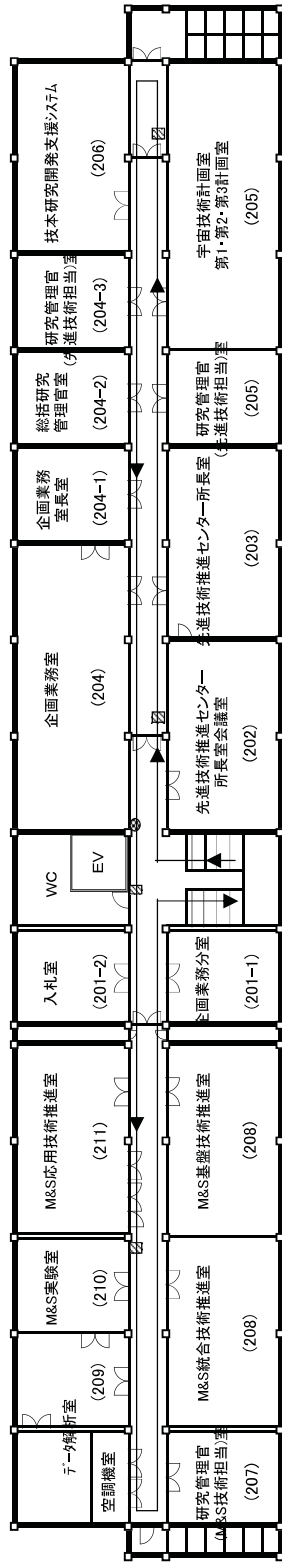 技本研究開発支援システム
(206)
研究管理官
(先進技術担当)室
(204-3)
総括研究
管理官室
(204-2)
企画業務
室長室
(204-1)
企画業務室
(204)
WC
EV
入札室
(201-2)
M&S応用技術推進室
(211)
M&S実験室
(210)
データ解析室
(209)
空調機室
宇宙技術計画室
第1・第2・第3計画室
(205)
研究管理官
(先進技術担当)室
(205)
先進技術推進センター所長室
(203)
先進技術推進センター
所長室会議室
(202)
企画業務分室
(201-1)
M&S基盤技術推進室
(208)
M&S統合技術推進室
(208)
研究管理官
(M&S技術担当)室
(207)